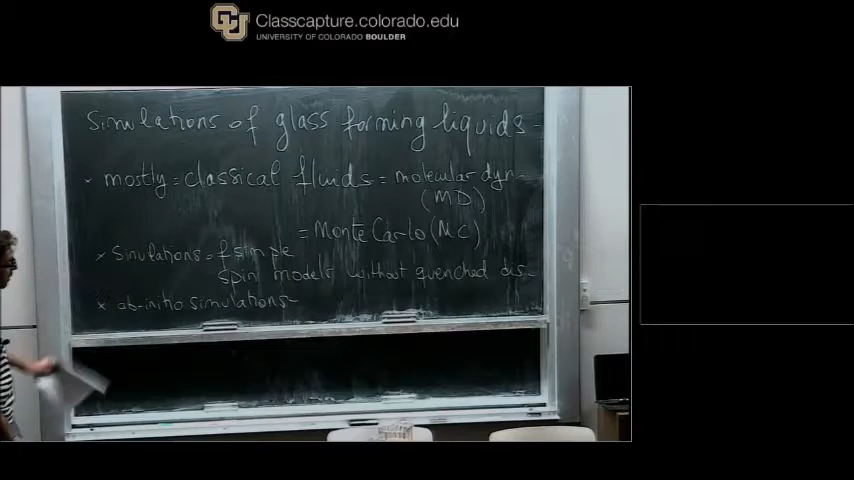 Classcapture.colorado.edu
UNIVERSITY OF COLORADO BOULDER
Simulations of glass forming liquids -
× mostly = classical fluids = molecular dyn-
(MD)
= Monte Carlo (MC)
× Simulations of simple
spin models without quenched dis-
× ab-initio simulations-